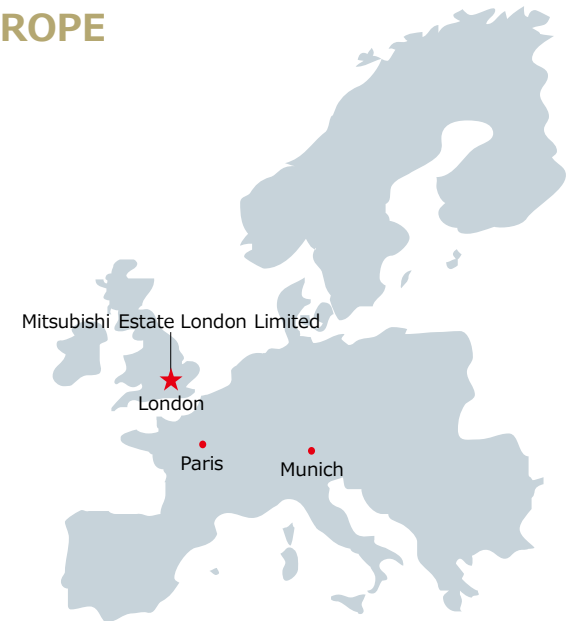 ROPE
Mitsubishi Estate London Limited
London
Paris
Munich